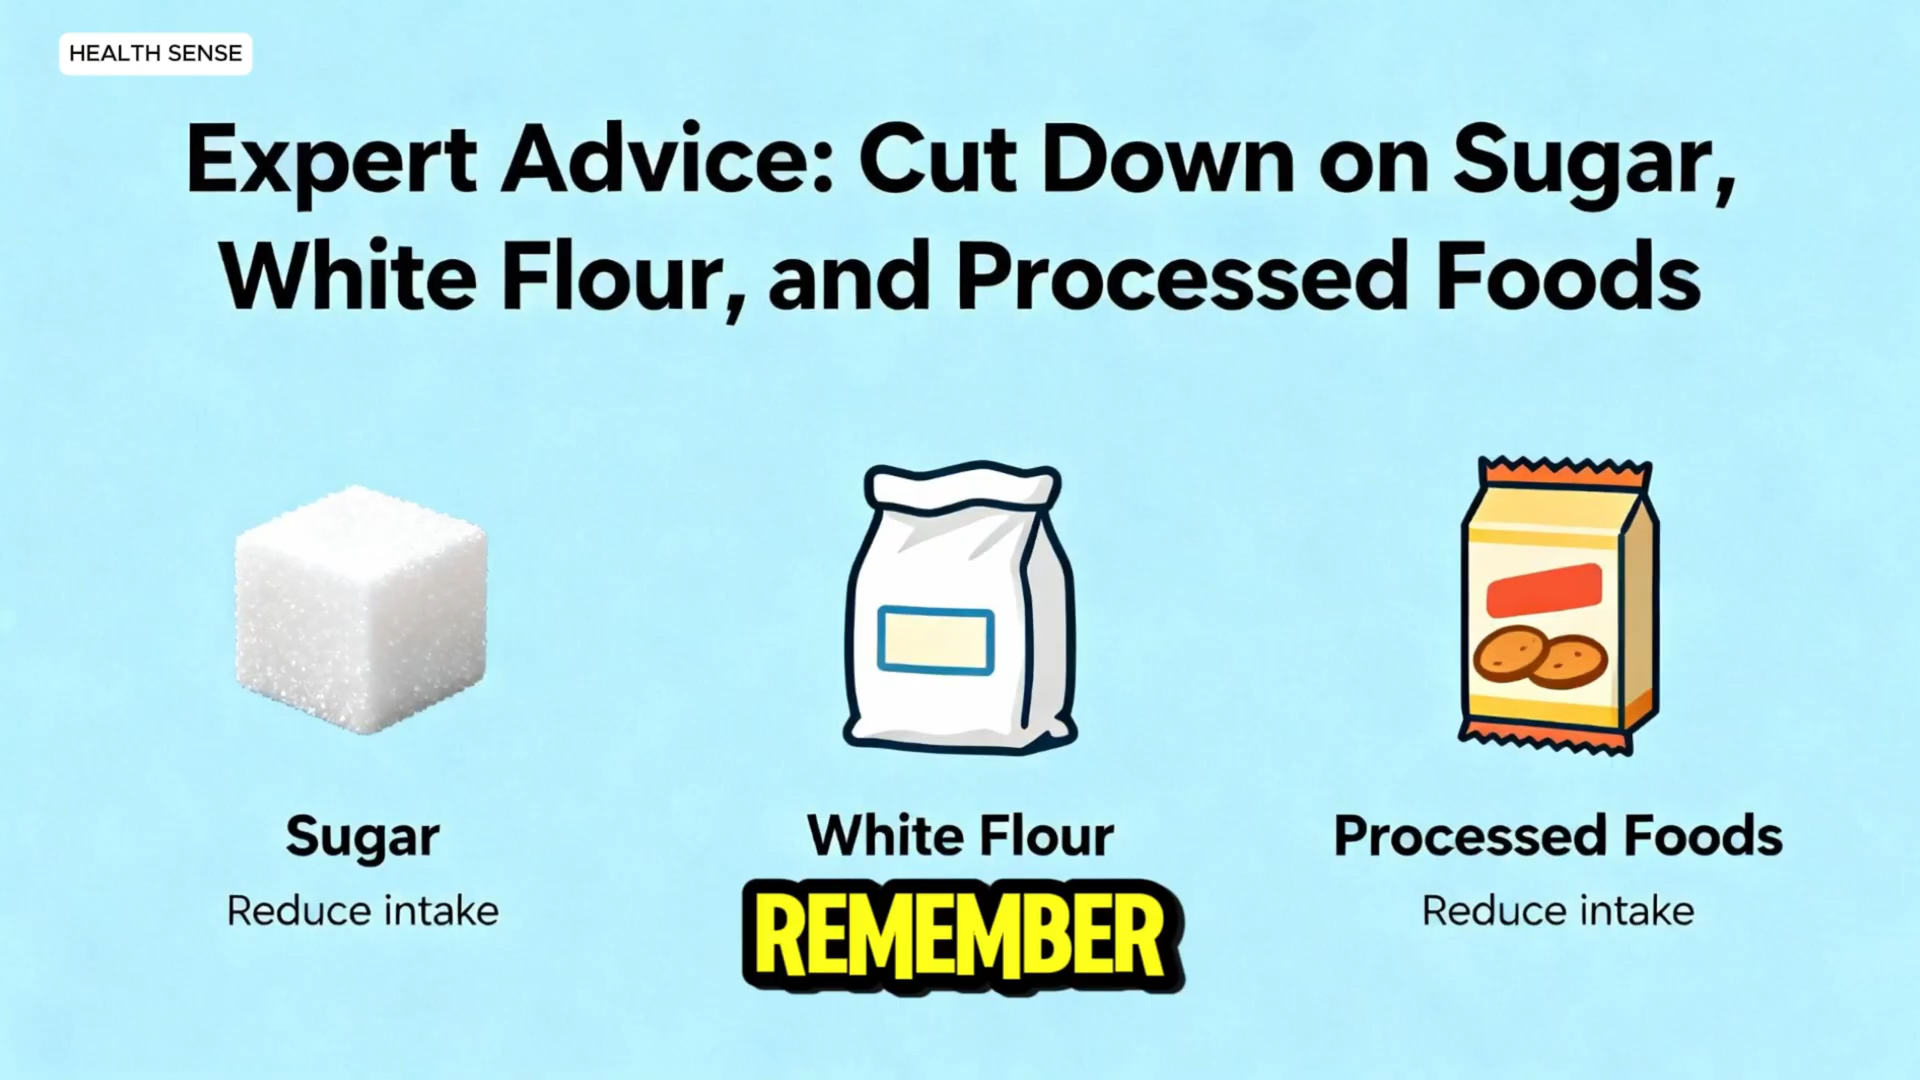 HEALTH SENSE
Expert Advice: Cut Down on Sugar,
White Flour, and Processed Foods
Sugar
Reduce intake
White Flour
REMEMBER
Processed Foods
Reduce intake